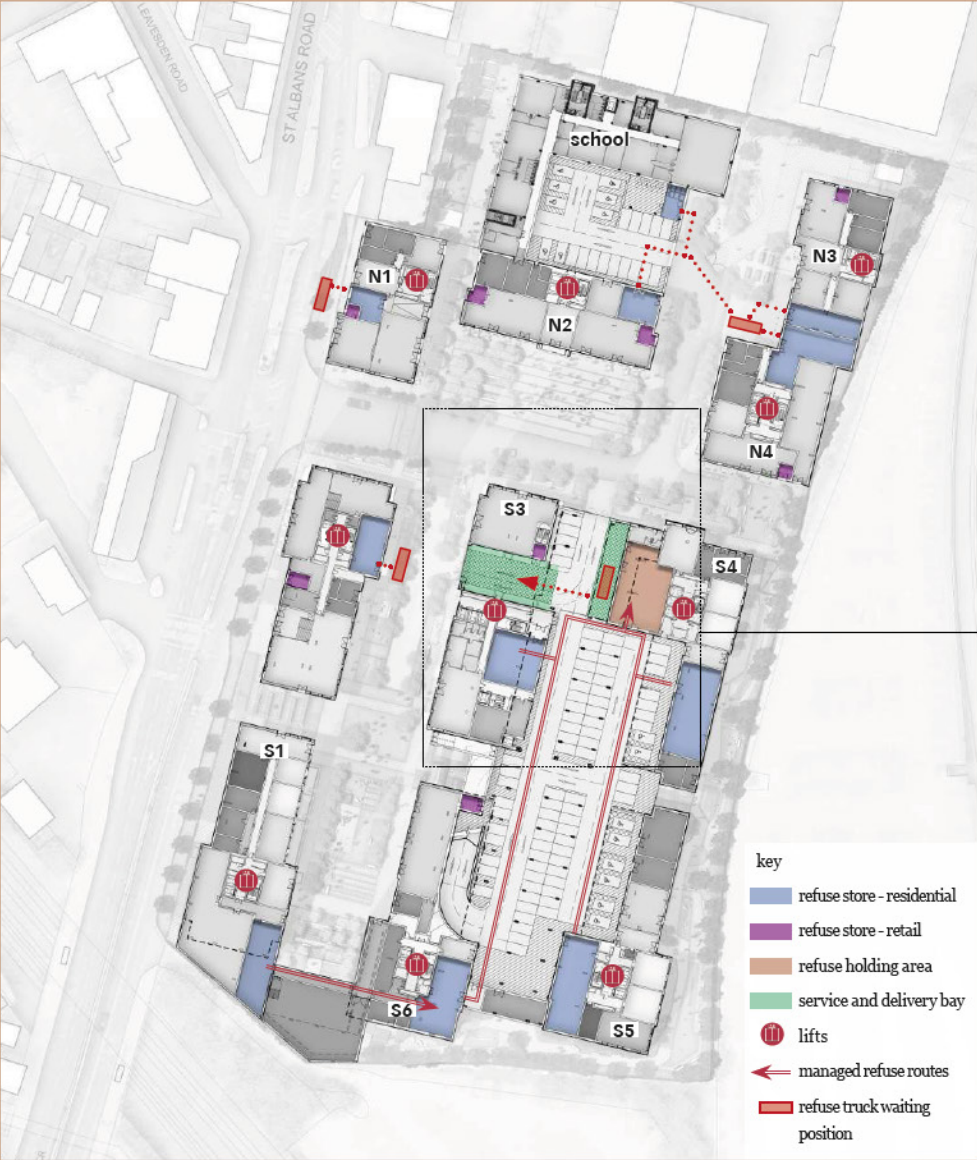 LEAVESDEN ROAD
ST ALBANS ROAD
school
N1
N2
N3
N4
S3
S4
S1
S6
S5
key
refuse store - residential
refuse store - retail
refuse holding area
service and delivery bay
lifts
managed refuse routes
refuse truck waiting
position